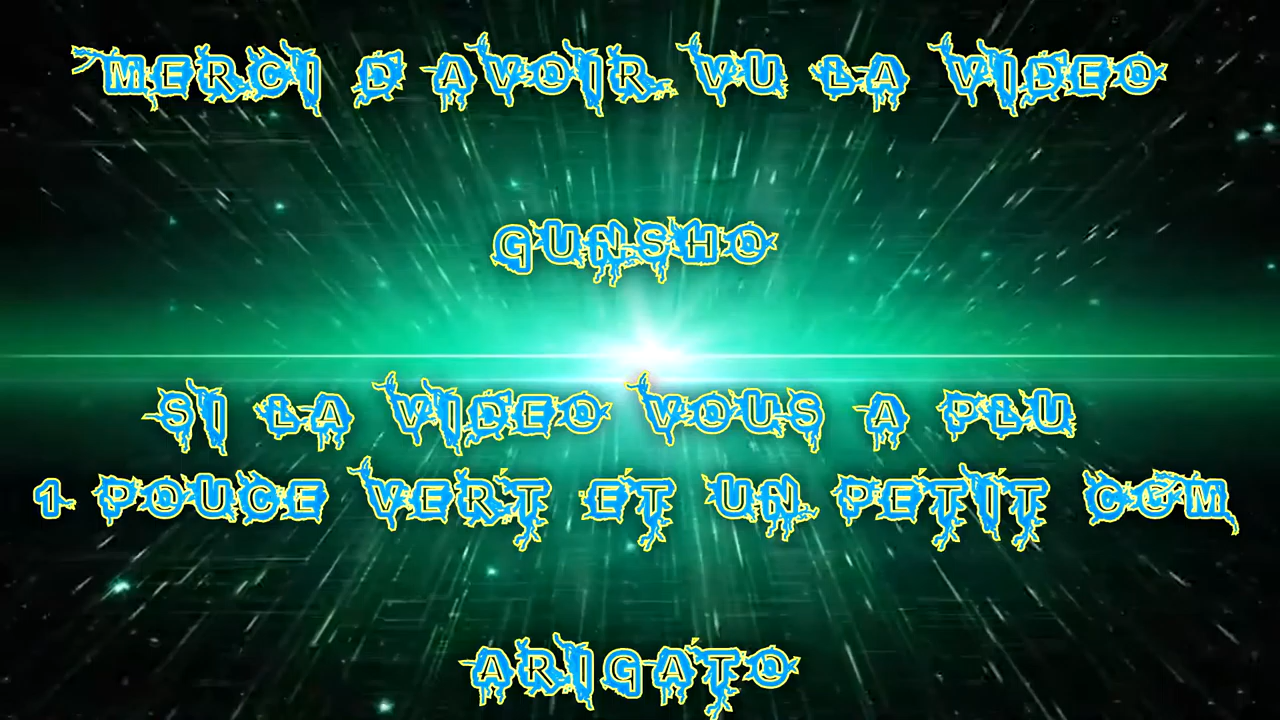 MERCI D AVOIR VU LA VIDEO
GUNSHO
SI LA VIDEO VOUS A PLU
1 POUCE VERT ET UN PETIT COM
ARIGATO